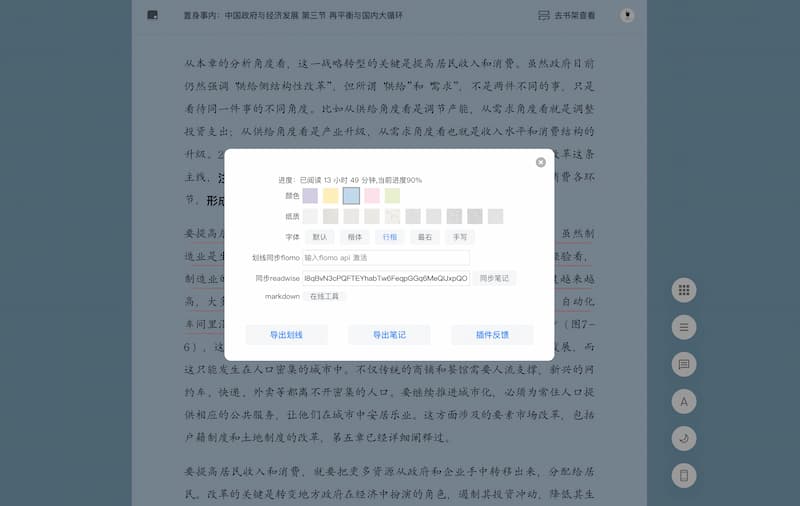 置身事内：中国政府与经济发展 第三节 再平衡与国内大循环
去书架查看
从本章的分析角度看，这一战略转型的关键是提高居民收入和消费。虽然政府目前
仍然强调“供给侧结构性改革”，但所谓“供给”和“需求”，不是两件不同的事，只是
看待同一件事的不同角度。比如从供给角度看是调节产能，从需求角度看就是调整
投资支出；从供给角度看是产业升级，从需求角度看也就是收入水平和消费结构的
升级。2
改革这条
主线，注
消费各环
节，形成
要提高居
虽然制
造业是生
经验看，
制造业的
过越来越
高，大多
自动化
车间里汇
（图7-
6），这
发展，而
这只能发生在人口密集的城市中。不仅传统的商铺和餐馆需要人流支撑，新兴的网
约车、快递、外卖等都离不开密集的人口。要继续推进城市化，必须为常住人口提
供相应的公共服务，让他们在城市中安居乐业。这方面涉及的要素市场改革，包括
户籍制度和土地制度的改革，第五章已经详细阐释过。
要提高居民收入和消费，就要把更多资源从政府和企业手中转移出来，分配给居
民。改革的关键是转变地方政府在经济中扮演的角色，遏制其投资冲动，降低其生
进度：已阅读 13 小时 49 分钟,当前进度90%
颜色
纸质
字体 默认 楷体 行楷 最右 手写
划线同步flomo 输入flomo api 激活
同步readwise I8qBvN3cPQFTEYhabTw6FeqpGGq6MeQlJxpQO 同步笔记
markdown 在线工具
导出划线 导出笔记 插件反馈
A